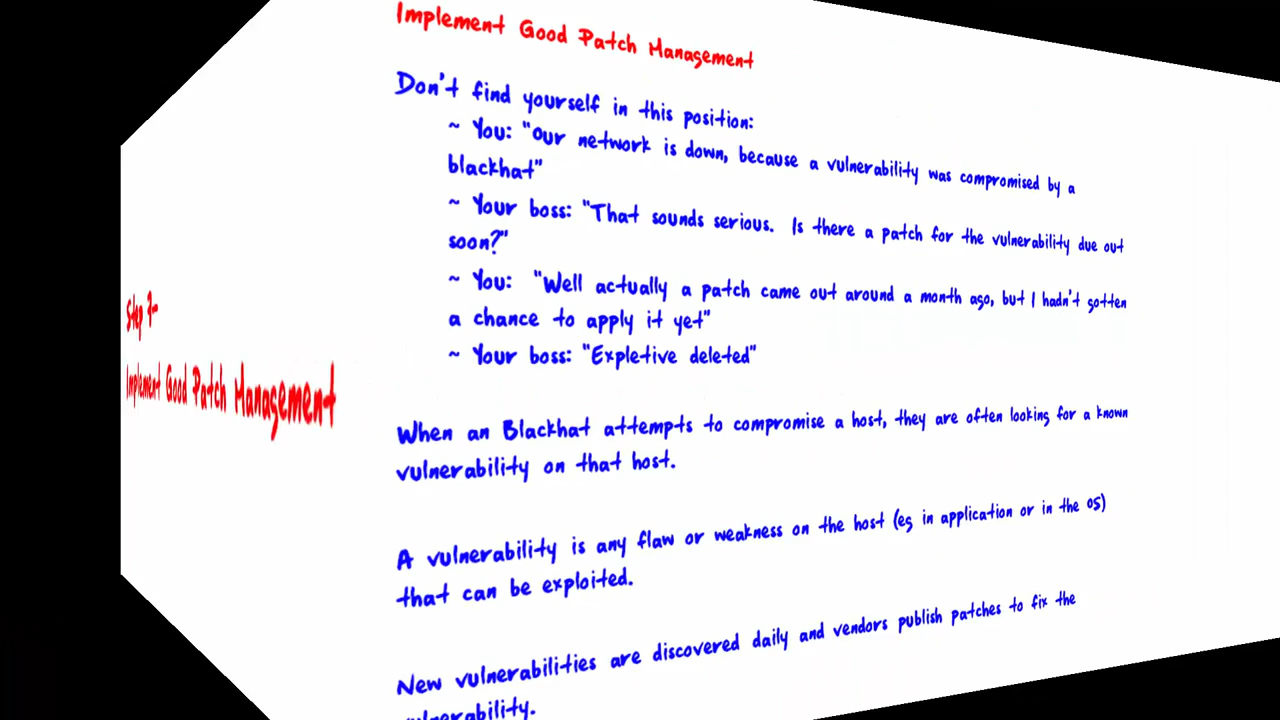 Step 7-
Implement Good Patch Management
Implement Good Patch Management
Don't find yourself in this position:
~ You: "Our network is down, because a vulnerability was compromised by a
blackhat"
~ Your boss: "That sounds serious. Is there a patch for the vulnerability due out
soon?"
~ You: "Well actually a patch came out around a month ago, but I hadn't gotten
a chance to apply it yet"
~ Your boss: "Expletive deleted"
When an Blackhat attempts to compromise a host, they are often looking for a known
vulnerability on that host.
A vulnerability is any flaw or weakness on the host (eg in application or in the OS)
that can be exploited.
New vulnerabilities are discovered daily and vendors publish patches to fix the
vulnerability.